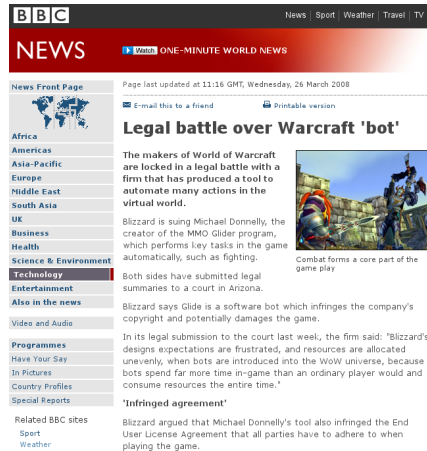 BBC
News Sport Weather Travel TV
NEWS
Watch ONE-MINUTE WORLD NEWS
News Front Page
Africa
Americas
Asia-Pacific
Europe
Middle East
South Asia
UK
Business
Health
Science & Environment
Technology
Entertainment
Also in the news
Video and Audio
Programmes
Have Your Say
In Pictures
Country Profiles
Special Reports
Related BBC sites
Sport
Weather
Page last updated at 11:16 GMT, Wednesday, 26 March 2008
E-mail this to a friend
Printable version
Legal battle over Warcraft 'bot'
The makers of World of Warcraft
are locked in a legal battle with a
firm that has produced a tool to
automate many actions in the
virtual world.
Blizzard is suing Michael Donnelly, the
creator of the MMO Glider program,
which performs key tasks in the game
automatically, such as fighting.
Combat forms a core part of the
game play
Both sides have submitted legal
summaries to a court in Arizona.
Blizzard says Glide is a software bot which infringes the company's
copyright and potentially damages the game.
In its legal submission to the court last week, the firm said: "Blizzard's
designs expectations are frustrated, and resources are allocated
unevenly, when bots are introduced into the WoW universe, because
bots spend far more time in-game than an ordinary player would and
consume resources the entire time."
'Infringed agreement'
Blizzard argued that Michael Donnelly's tool also infringed the End
User License Agreement that all parties have to adhere to when
playing the game.